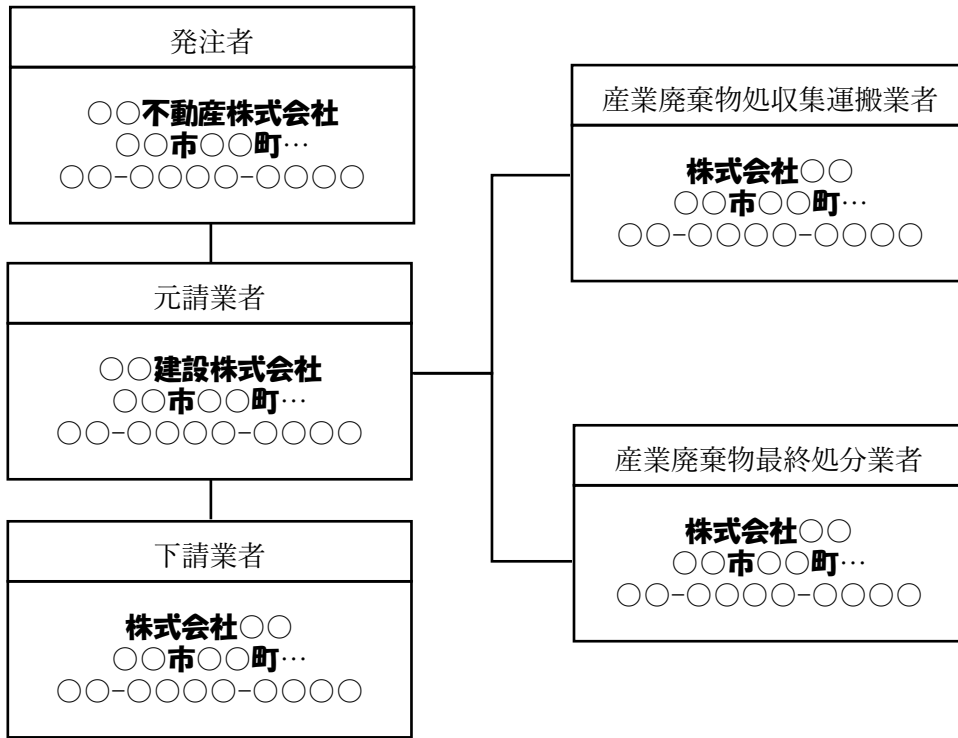 発注者
○○不動産株式会社
○○市○○町…
○○-○○○○-○○○○
元請業者
○○建設株式会社
○○市○○町…
○○-○○○○-○○○○
下請業者
株式会社○○
○○市○○町…
○○-○○○○-○○○○
産業廃棄物処収集運搬業者
株式会社○○
○○市○○町…
○○-○○○○-○○○○
産業廃棄物最終処分業者
株式会社○○
○○市○○町…
○○-○○○○-○○○○